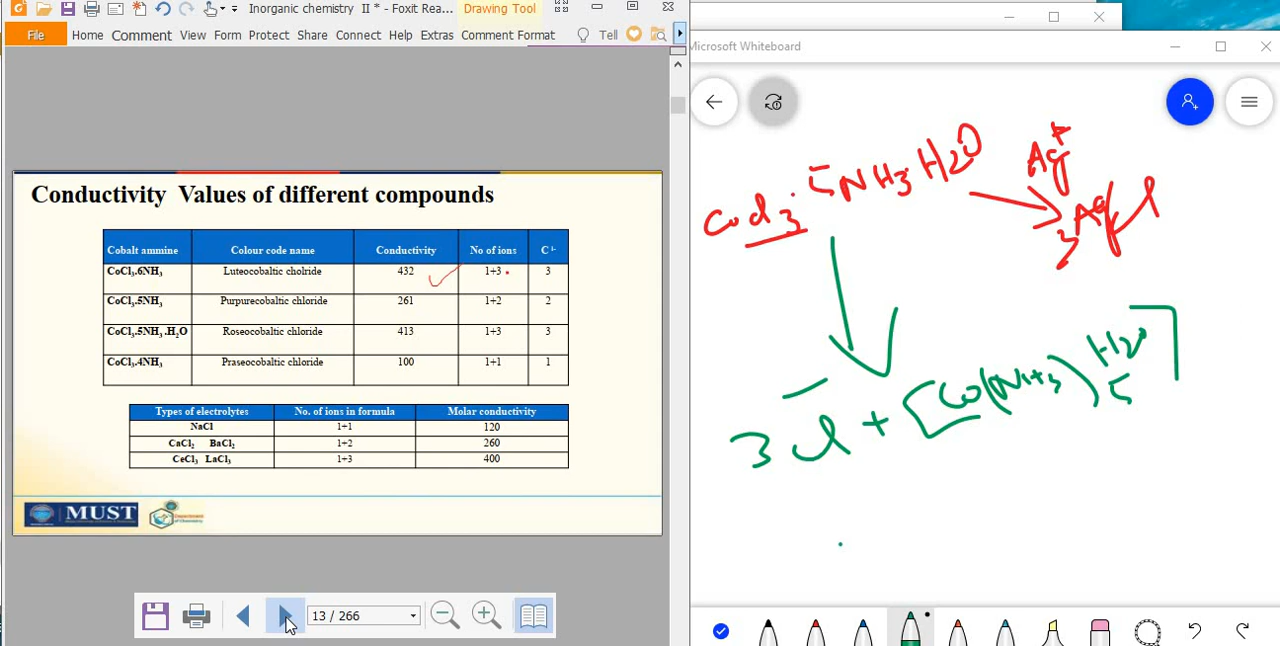 Inorganic chemistry II * - Foxit Rea...
Drawing Tool
File Home Comment View Form Protect Share Connect Help Extras Comment Format Tell
Conductivity Values of different compounds
Cobalt ammine Colour code name Conductivity No of ions C¹⁻
CoCl₃.6NH₃ Luteocobaltic cholride 432 1+3 3
CoCl₃.5NH₃ Purpurecobaltic chloride 261 1+2 2
CoCl₃.5NH₃.H₂O Roseocobaltic chloride 413 1+3 3
CoCl₃.4NH₃ Praseocobaltic chloride 100 1+1 1
Types of electrolytes No. of ions in formula Molar conductivity
NaCl 1+1 120
CaCl₂ BaCl₂ 1+2 260
CeCl₃ LaCl₃ 1+3 400
MUST
13 / 266
Microsoft Whiteboard
CoCl₃.5NH₃.H₂O
Ag⁺
3AgCl
3Cl⁻ + [Co(NH₃)₅H₂O]